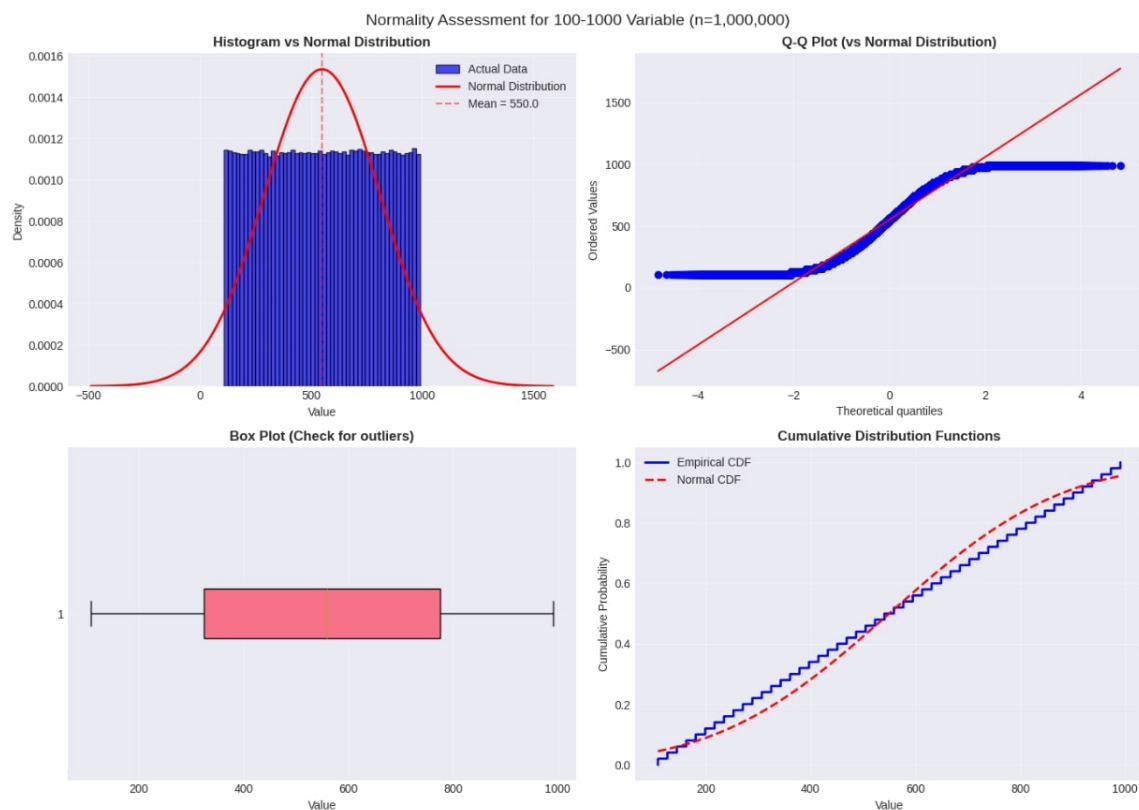 Normality Assessment for 100-1000 Variable (n=1,000,000)
Histogram vs Normal Distribution
0.0016
0.0014
0.0012
0.0010
0.0008
0.0006
0.0004
0.0002
0.0000
Density
Actual Data
Normal Distribution
Mean = 550.0
−500 0 500 1000 1500
Value
Q-Q Plot (vs Normal Distribution)
1500
1000
500
0
−500
Ordered Values
−4 −2 0 2 4
Theoretical quantiles
Box Plot (Check for outliers)
1
200 400 600 800 1000
Value
Cumulative Distribution Functions
Empirical CDF
Normal CDF
1.0
0.8
0.6
0.4
0.2
0.0
Cumulative Probability
200 400 600 800 1000
Value